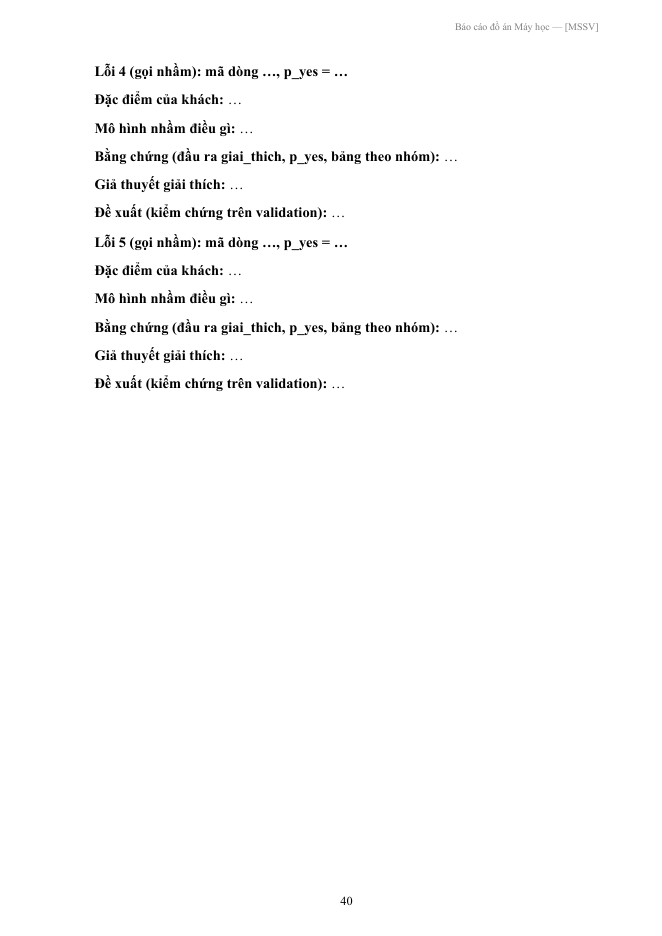 Báo cáo đồ án Máy học — [MSSV]
Lỗi 4 (gọi nhầm): mã dòng …, p_yes = …
Đặc điểm của khách: …
Mô hình nhầm điều gì: …
Bằng chứng (đầu ra giai_thich, p_yes, bảng theo nhóm): …
Giả thuyết giải thích: …
Đề xuất (kiểm chứng trên validation): …
Lỗi 5 (gọi nhầm): mã dòng …, p_yes = …
Đặc điểm của khách: …
Mô hình nhầm điều gì: …
Bằng chứng (đầu ra giai_thich, p_yes, bảng theo nhóm): …
Giả thuyết giải thích: …
Đề xuất (kiểm chứng trên validation): …
40